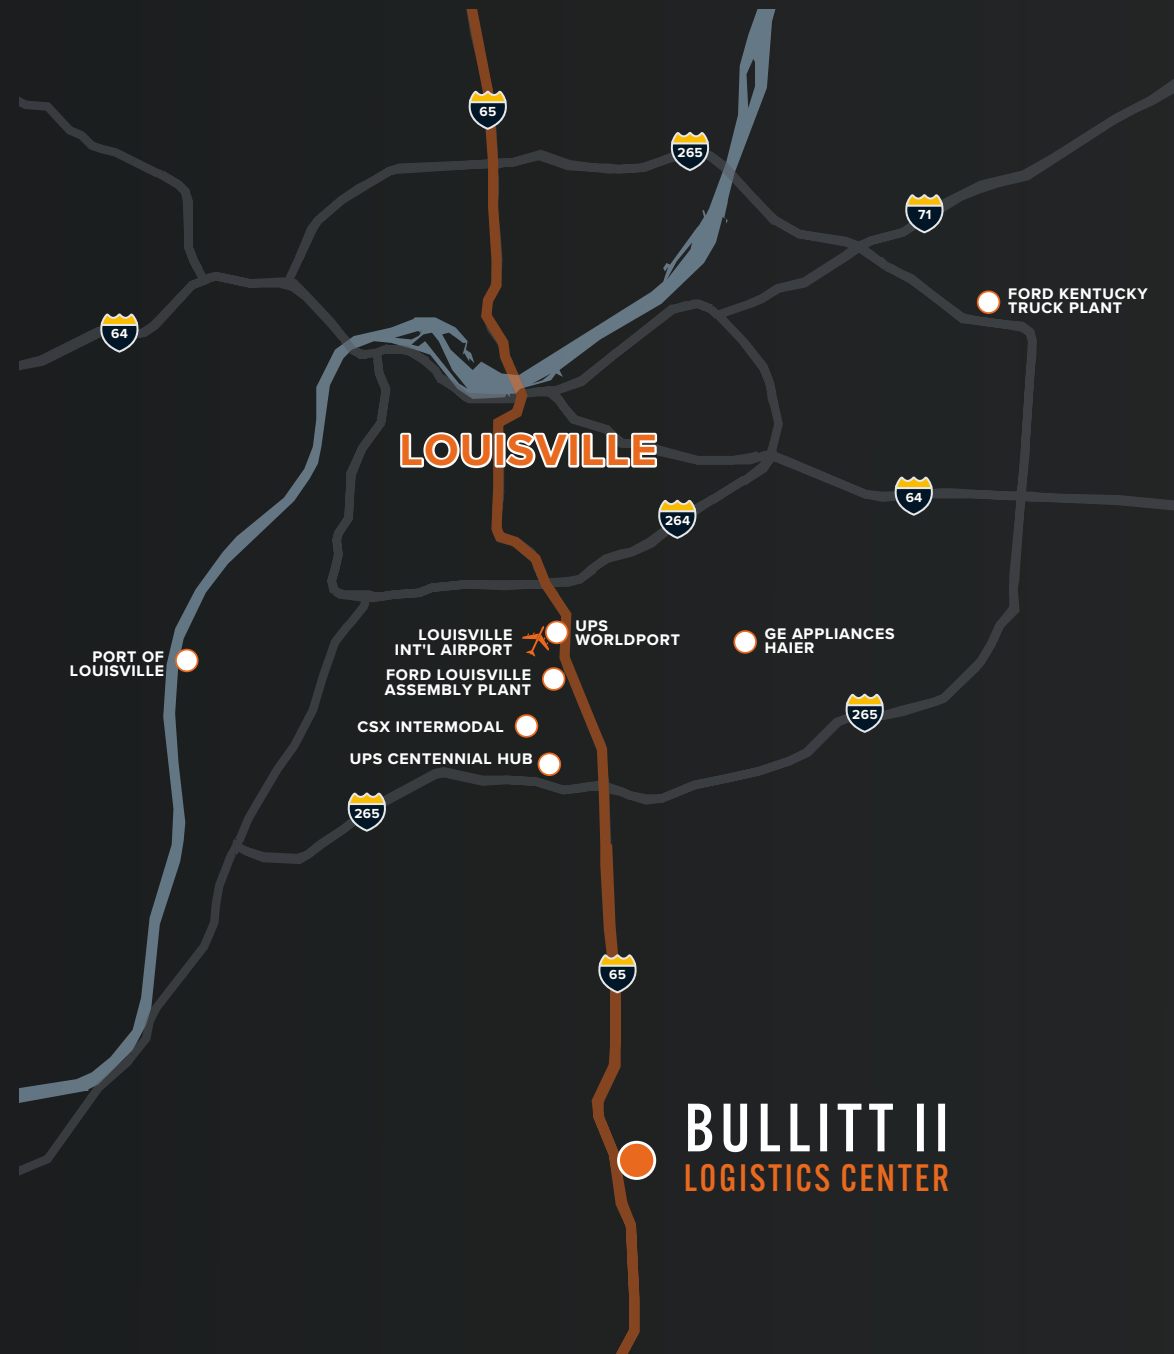 65
265
71
FORD KENTUCKY
TRUCK PLANT
64
LOUISVILLE
64
264
UPS
WORLDPORT
LOUISVILLE
INT'L AIRPORT
GE APPLIANCES
HAIER
PORT OF
LOUISVILLE
FORD LOUISVILLE
ASSEMBLY PLANT
265
CSX INTERMODAL
UPS CENTENNIAL HUB
265
65
BULLITT II
LOGISTICS CENTER